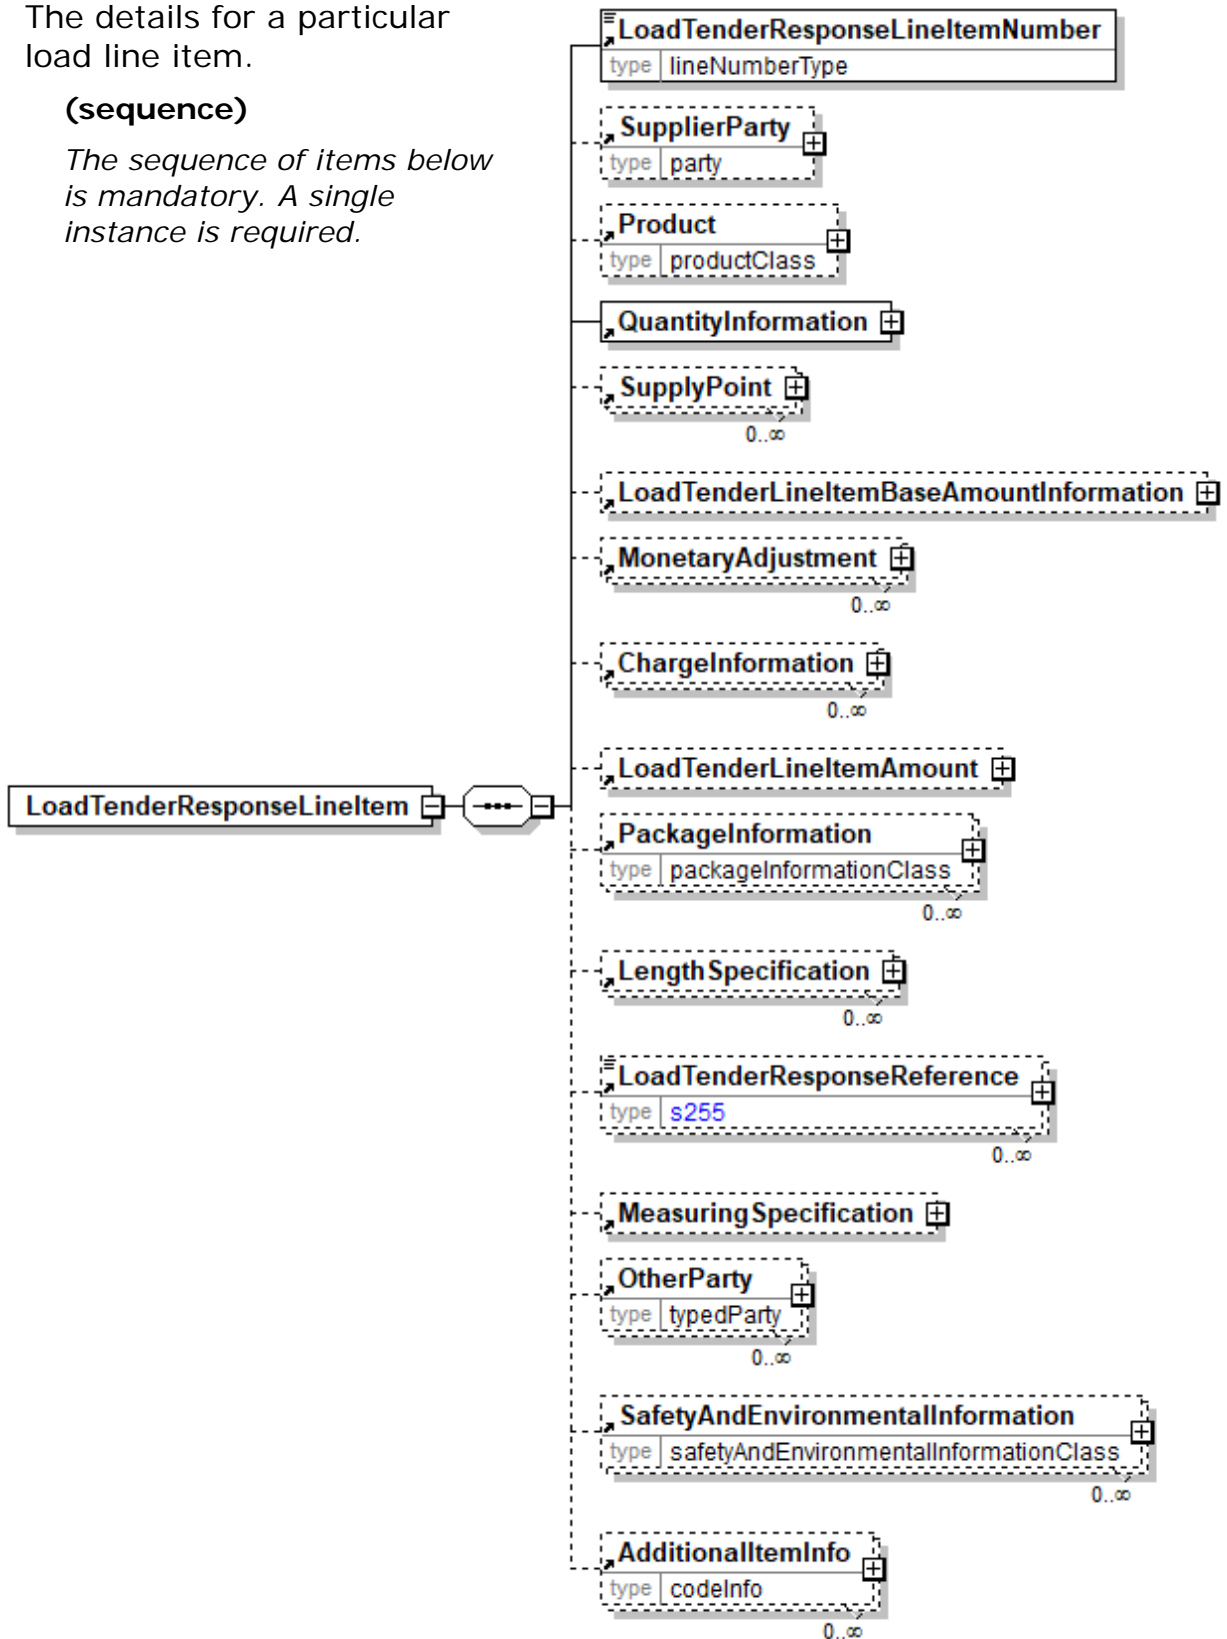 The details for a particular
load line item.
(sequence)
The sequence of items below
is mandatory. A single
instance is required.
LoadTenderResponseLineItem
LoadTenderResponseLineItemNumber
type lineNumberType
SupplierParty
type party
Product
type productClass
QuantityInformation
SupplyPoint
0..∞
LoadTenderLineItemBaseAmountInformation
MonetaryAdjustment
0..∞
ChargeInformation
0..∞
LoadTenderLineItemAmount
PackageInformation
type packageInformationClass
0..∞
LengthSpecification
0..∞
LoadTenderResponseReference
type s255
0..∞
MeasuringSpecification
OtherParty
type typedParty
0..∞
SafetyAndEnvironmentalInformation
type safetyAndEnvironmentalInformationClass
0..∞
AdditionalItemInfo
type codeInfo
0..∞